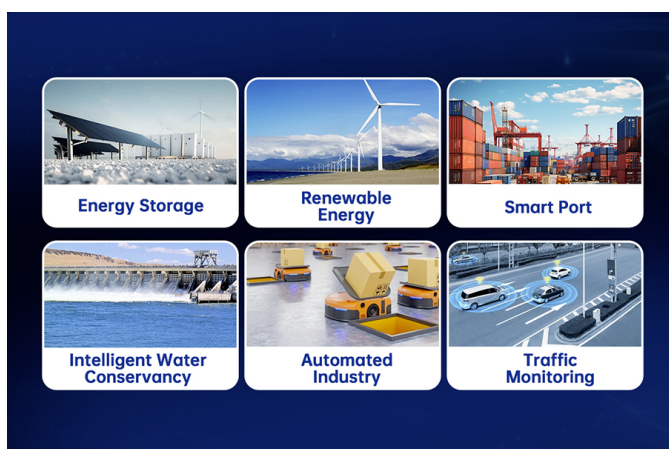 Energy Storage
Renewable
Energy
Smart Port
Intelligent Water
Conservancy
Automated
Industry
Traffic
Monitoring